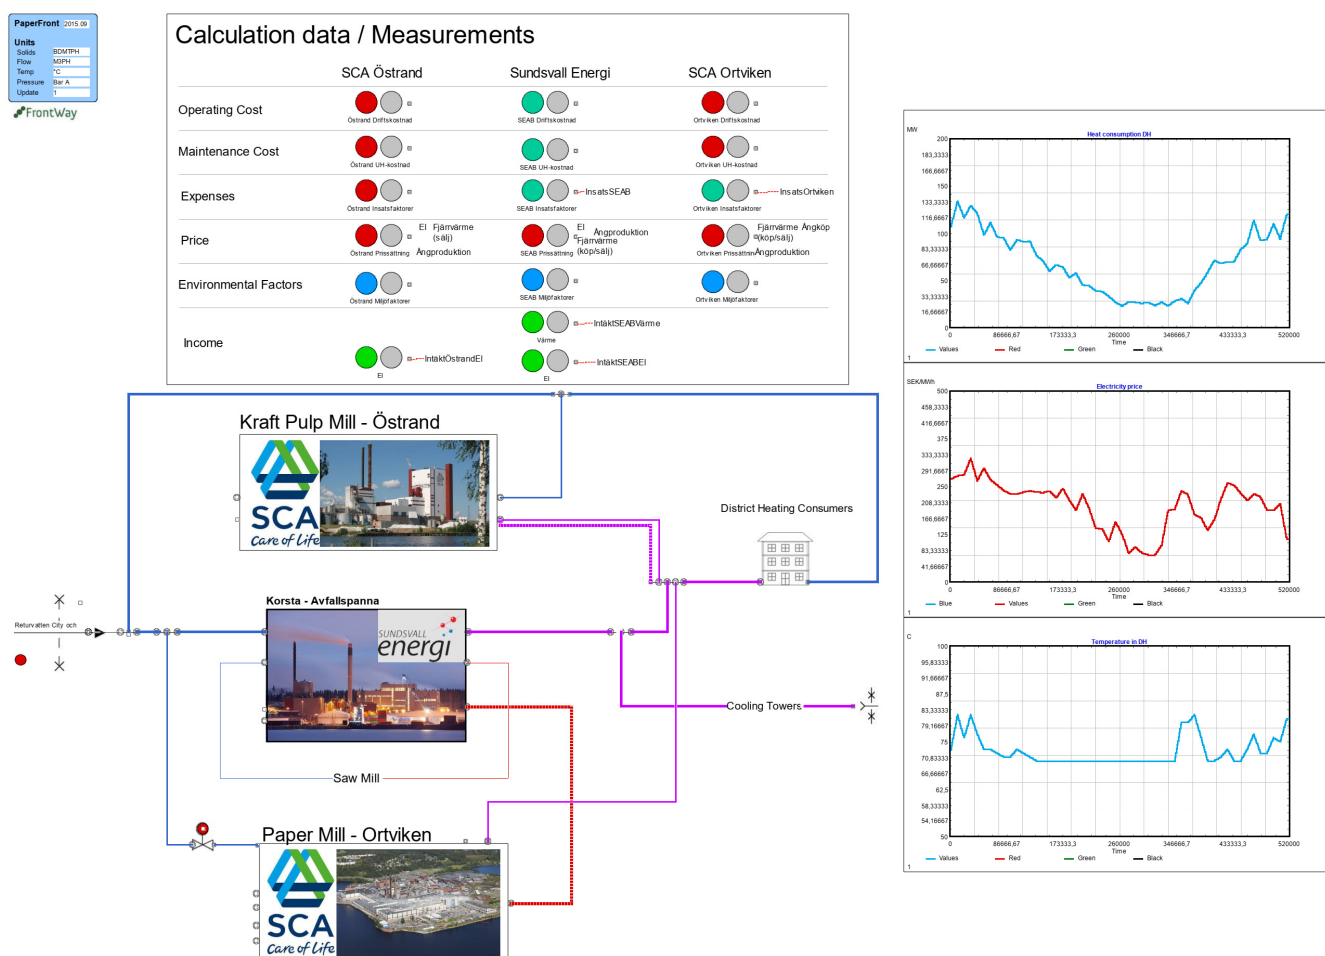 PaperFront 2015.09
Units
Solids BDMTPH
Flow M3PH
Temp °C
Pressure Bar A
Update 1
FrontWay
Calculation data / Measurements
SCA Östrand Sundsvall Energi SCA Ortviken
Operating Cost
Östrand Driftskostnad SEAB Driftskostnad Ortviken Driftskostnad
Maintenance Cost
Östrand UH-kostnad SEAB UH-kostnad Ortviken UH-kostnad
Expenses
InsatsSEAB InsatsOrtviken
Östrand Insatsfaktorer SEAB Insatsfaktorer Ortviken Insatsfaktorer
Price
El Fjärrvärme (sälj) Ångproduktion
El Ångproduktion Fjärrvärme (köp/sälj)
Fjärrvärme Ångköp (köp/sälj) Ångproduktion
Östrand Prissättning SEAB Prissättning Ortviken Prissättnin
Environmental Factors
Östrand Miljöfaktorer SEAB Miljöfaktorer Ortviken Miljöfaktorer
Income
IntäktSEABVärme
Värme
IntäktÖstrandEl IntäktSEABEl
El El
Kraft Pulp Mill - Östrand
SCA
Care of Life
District Heating Consumers
Korsta - Avfallspanna
SUNDSVALL
energi
Returvatten City och
Cooling Towers
Saw Mill
Paper Mill - Ortviken
SCA
Care of Life
MW
Heat consumption DH
200
183,3333
166,6667
150
133,3333
116,6667
100
83,33333
66,66667
50
33,33333
16,66667
0
0 86666,67 173333,3 260000 346666,7 433333,3 520000
Time
Values Red Green Black
1
SEK/MWh
Electricity price
500
458,3333
416,6667
375
333,3333
291,6667
250
208,3333
166,6667
125
83,33333
41,66667
0
0 86666,67 173333,3 260000 346666,7 433333,3 520000
Time
Blue Values Green Black
1
C
Temperature in DH
100
95,83333
91,66667
87,5
83,33333
79,16667
75
70,83333
66,66667
62,5
58,33333
54,16667
50
0 86666,67 173333,3 260000 346666,7 433333,3 520000
Time
Values Red Green Black
1